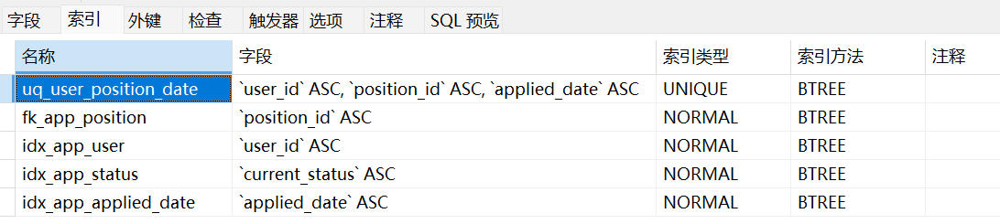 字段 索引 外键 检查 触发器 选项 注释 SQL 预览
名称 字段 索引类型 索引方法 注释
uq_user_position_date `user_id` ASC, `position_id` ASC, `applied_date` ASC UNIQUE BTREE
fk_app_position `position_id` ASC NORMAL BTREE
idx_app_user `user_id` ASC NORMAL BTREE
idx_app_status `current_status` ASC NORMAL BTREE
idx_app_applied_date `applied_date` ASC NORMAL BTREE